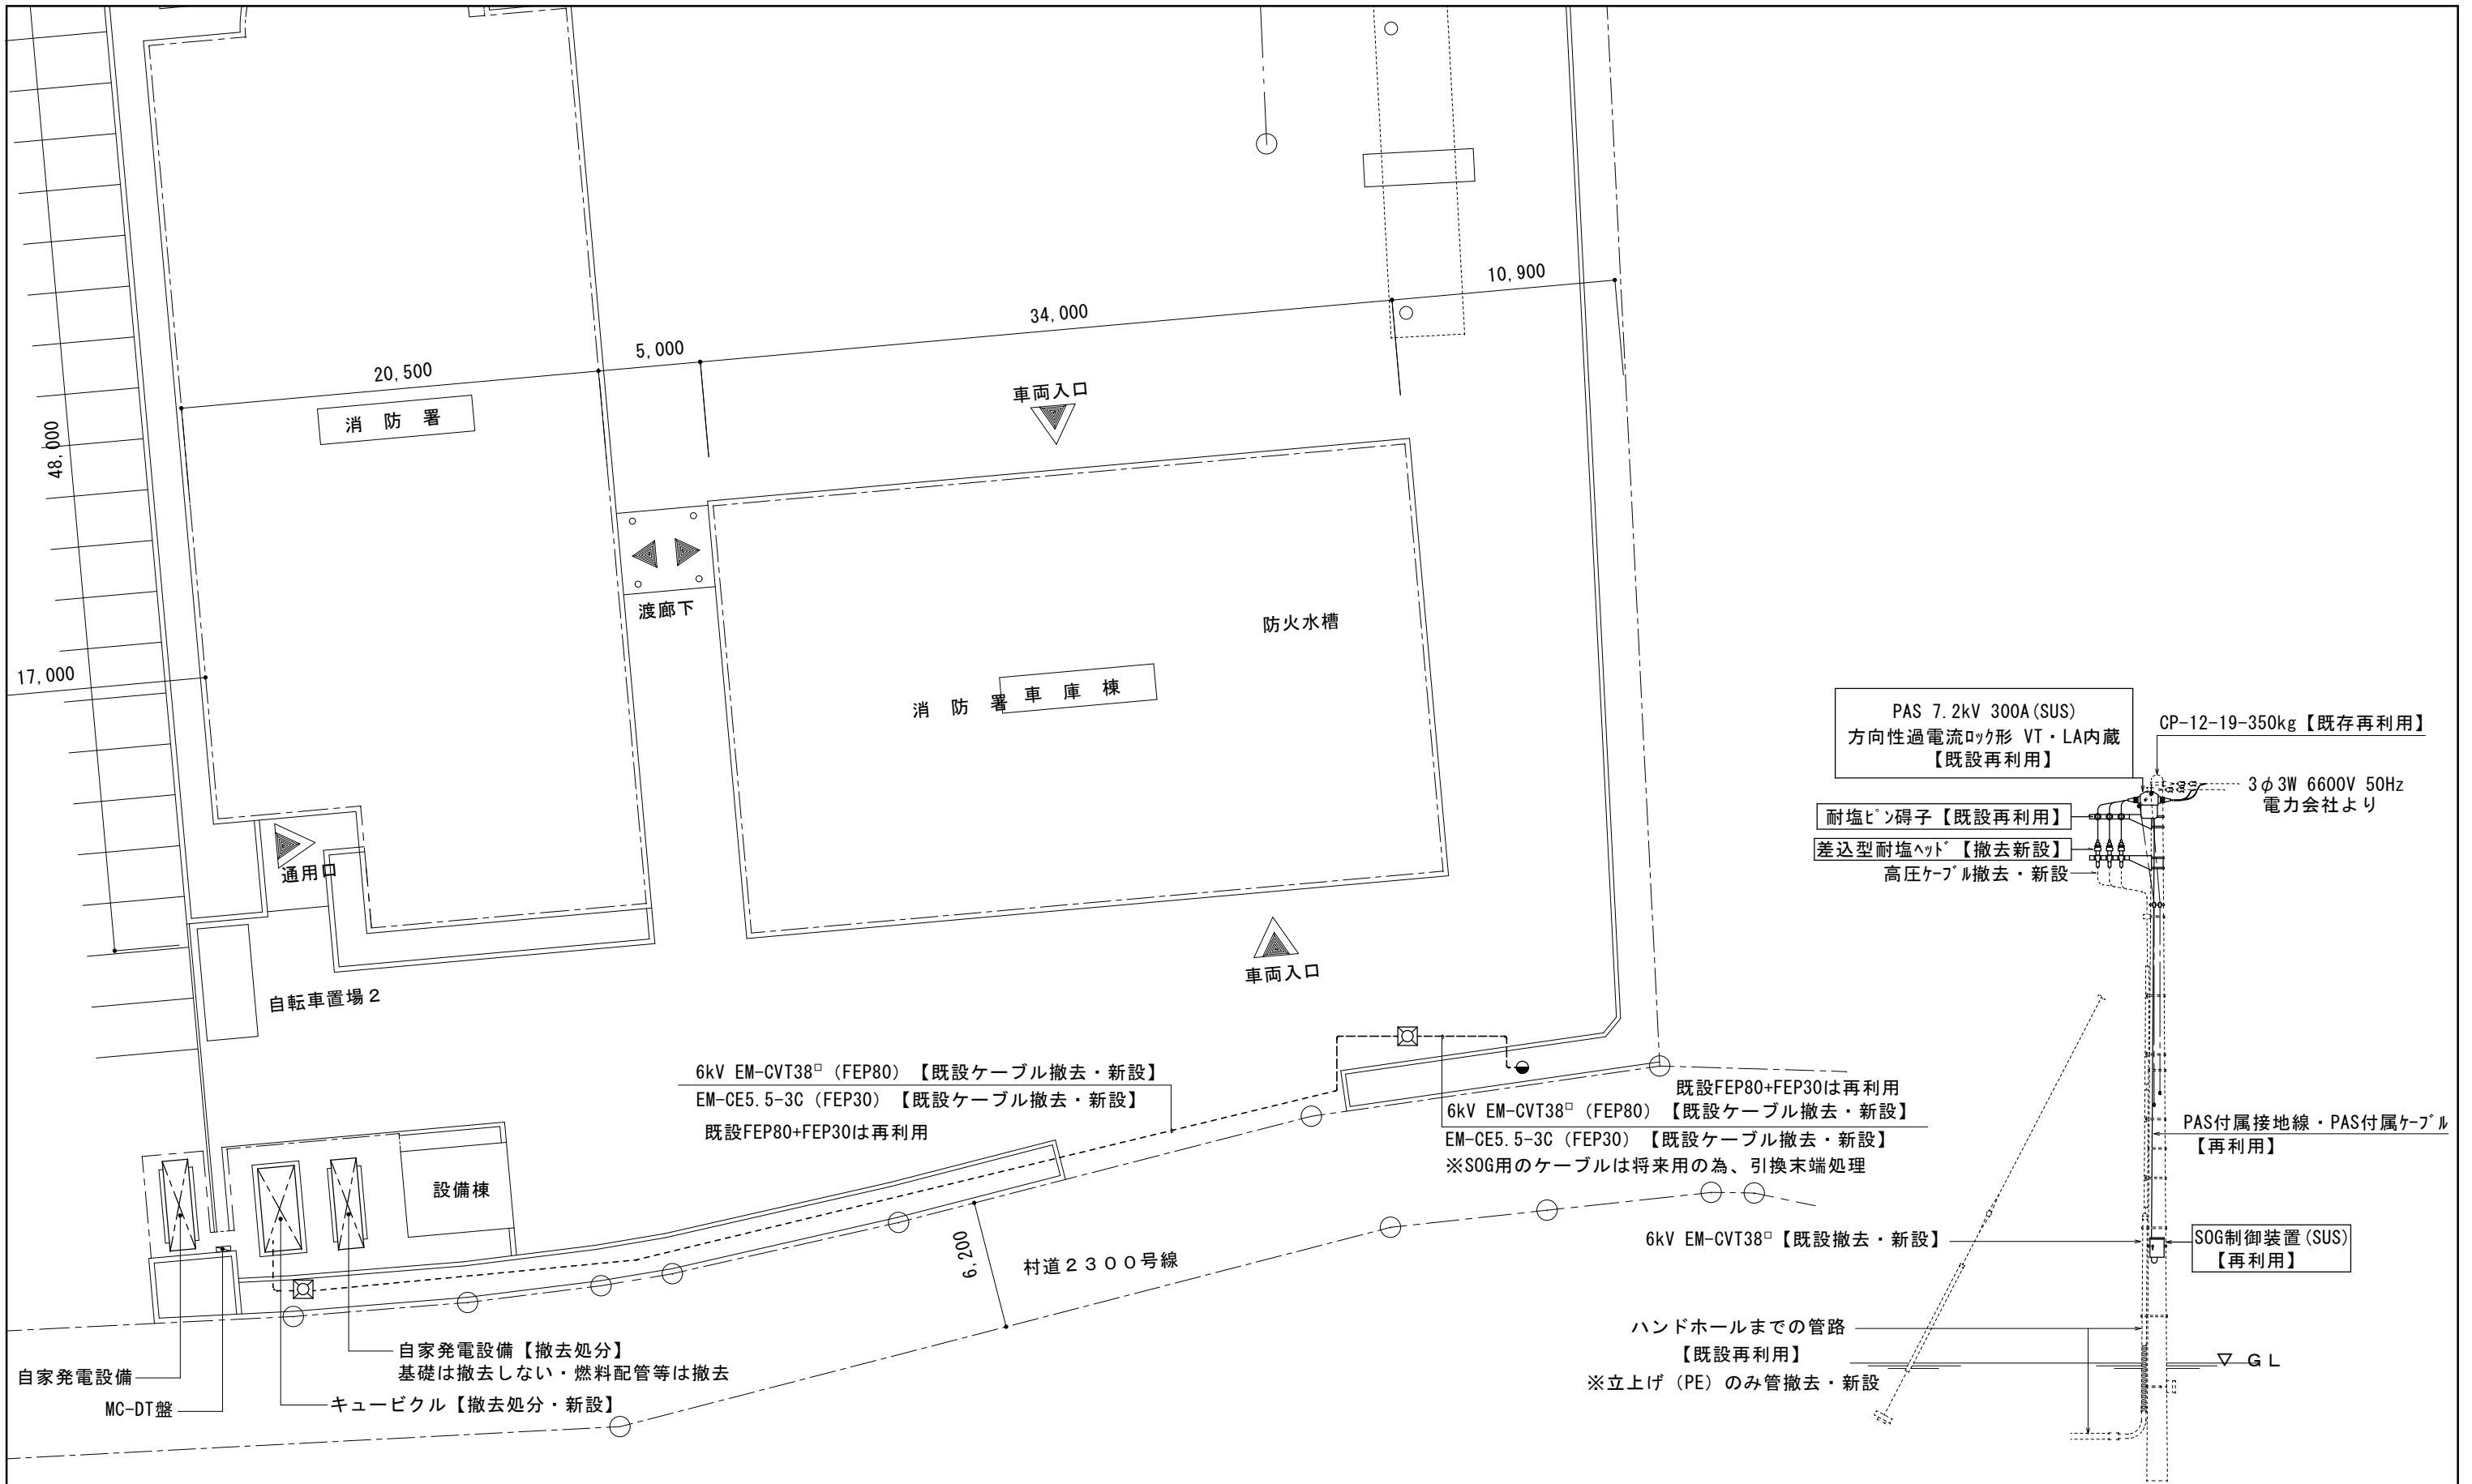 10,900
34,000
5,000
20,500
車両入口
消 防 署
48,000
渡廊下
防火水槽
17,000
消 防 署
車 庫 棟
PAS 7.2kV 300A(SUS)
方向性過電流ロック形 VT・LA内蔵
【既設再利用】
CP-12-19-350kg【既存再利用】
3φ3W 6600V 50Hz
電力会社より
耐塩ピン碍子【既設再利用】
差込型耐塩ヘッド【撤去新設】
高圧ケーブル撤去・新設
通用口
車両入口
自転車置場2
6kV EM-CVT38□ (FEP80) 【既設ケーブル撤去・新設】
EM-CE5.5-3C (FEP30) 【既設ケーブル撤去・新設】
既設FEP80+FEP30は再利用
既設FEP80+FEP30は再利用
6kV EM-CVT38□ (FEP80) 【既設ケーブル撤去・新設】
EM-CE5.5-3C (FEP30) 【既設ケーブル撤去・新設】
※SOG用のケーブルは将来用の為、引換末端処理
PAS付属接地線・PAS付属ケーブル
【再利用】
設備棟
6,200
村道2300号線
6kV EM-CVT38□【既設撤去・新設】
SOG制御装置(SUS)
【再利用】
ハンドホールまでの管路
【既設再利用】
※立上げ (PE) のみ管撤去・新設
▽ GL
自家発電設備【撤去処分】
基礎は撤去しない・燃料配管等は撤去
自家発電設備
キュービクル【撤去処分・新設】
MC-DT盤